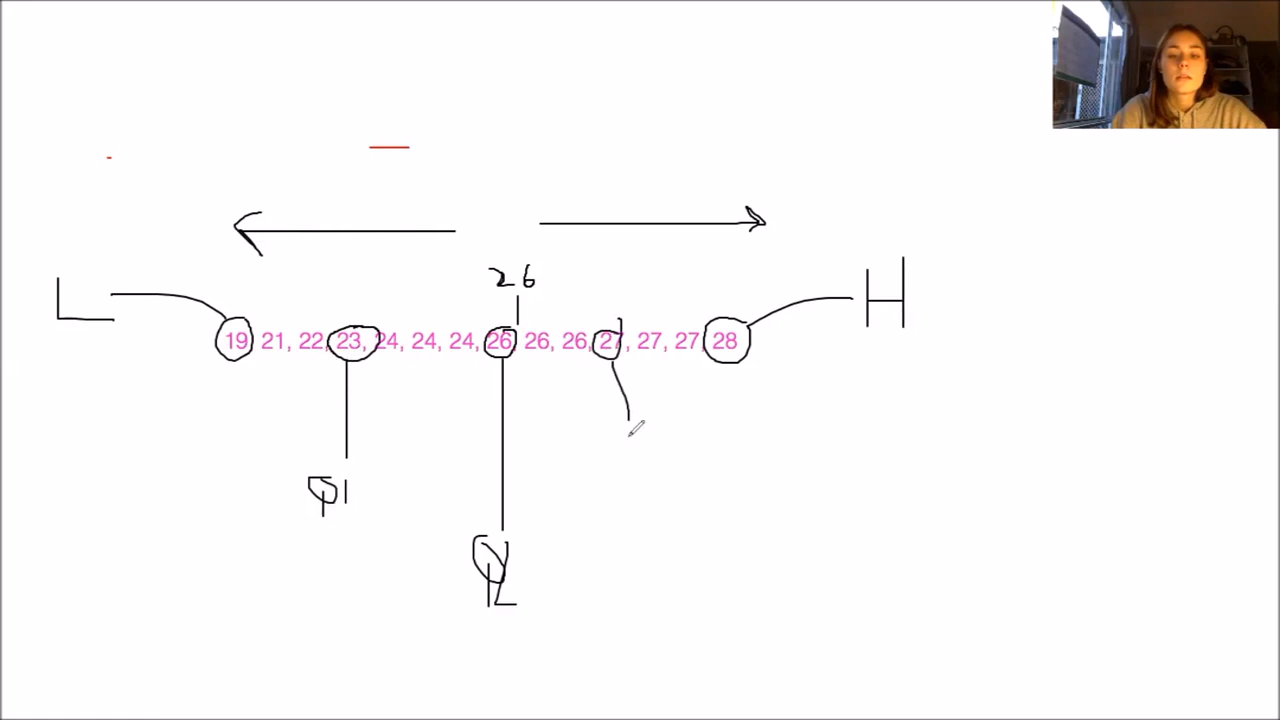 26
L H
19 21, 22, 23, 24, 24, 24, 26, 26, 26, 27, 27, 27, 28
Q1
Q2